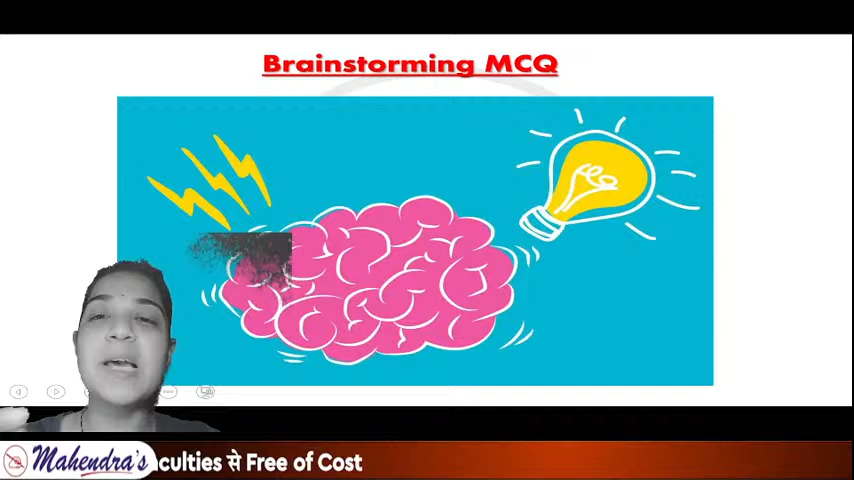 Brainstorming MCQ
Mahendra's aculties से Free of Cost